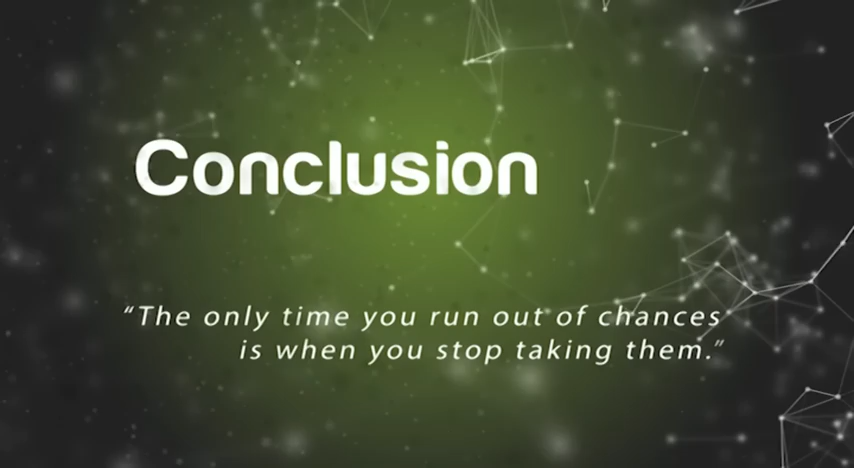 Conclusion
“The only time you run out of chances
is when you stop taking them.”